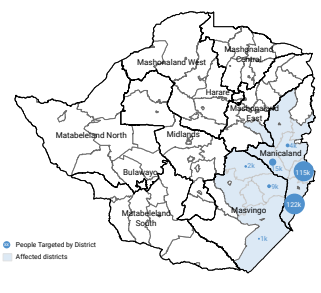 Mashonaland
Central
Mashonaland West
Harare
Mashonaland
East
Matabeleland North
Midlands
Manicaland
115k
Bulawayo
122k
Matabeleland
South
Masvingo
People Targeted by District
Affected districts